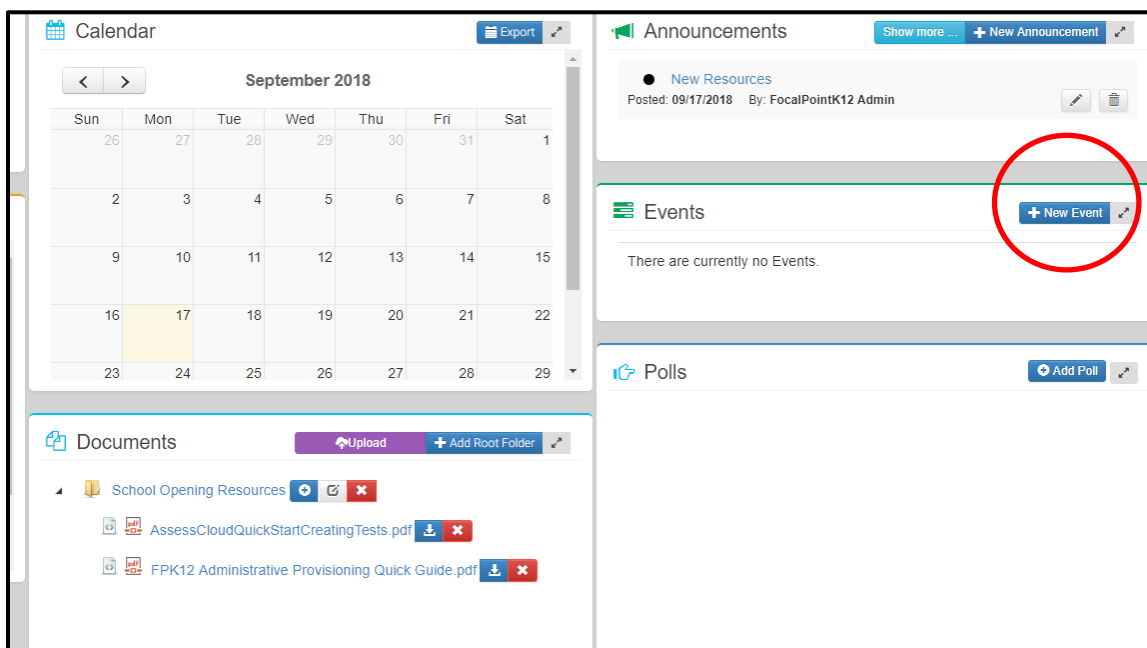 Calendar
Export
September 2018
Sun Mon Tue Wed Thu Fri Sat
26 27 28 29 30 31 1
2 3 4 5 6 7 8
9 10 11 12 13 14 15
16 17 18 19 20 21 22
23 24 25 26 27 28 29
Documents
Upload
Add Root Folder
School Opening Resources
pdf AssessCloudQuickStartCreatingTests.pdf
pdf FPK12 Administrative Provisioning Quick Guide.pdf
Announcements
Show more ...
New Announcement
New Resources
Posted: 09/17/2018 By: FocalPointK12 Admin
Events
New Event
There are currently no Events.
Polls
Add Poll